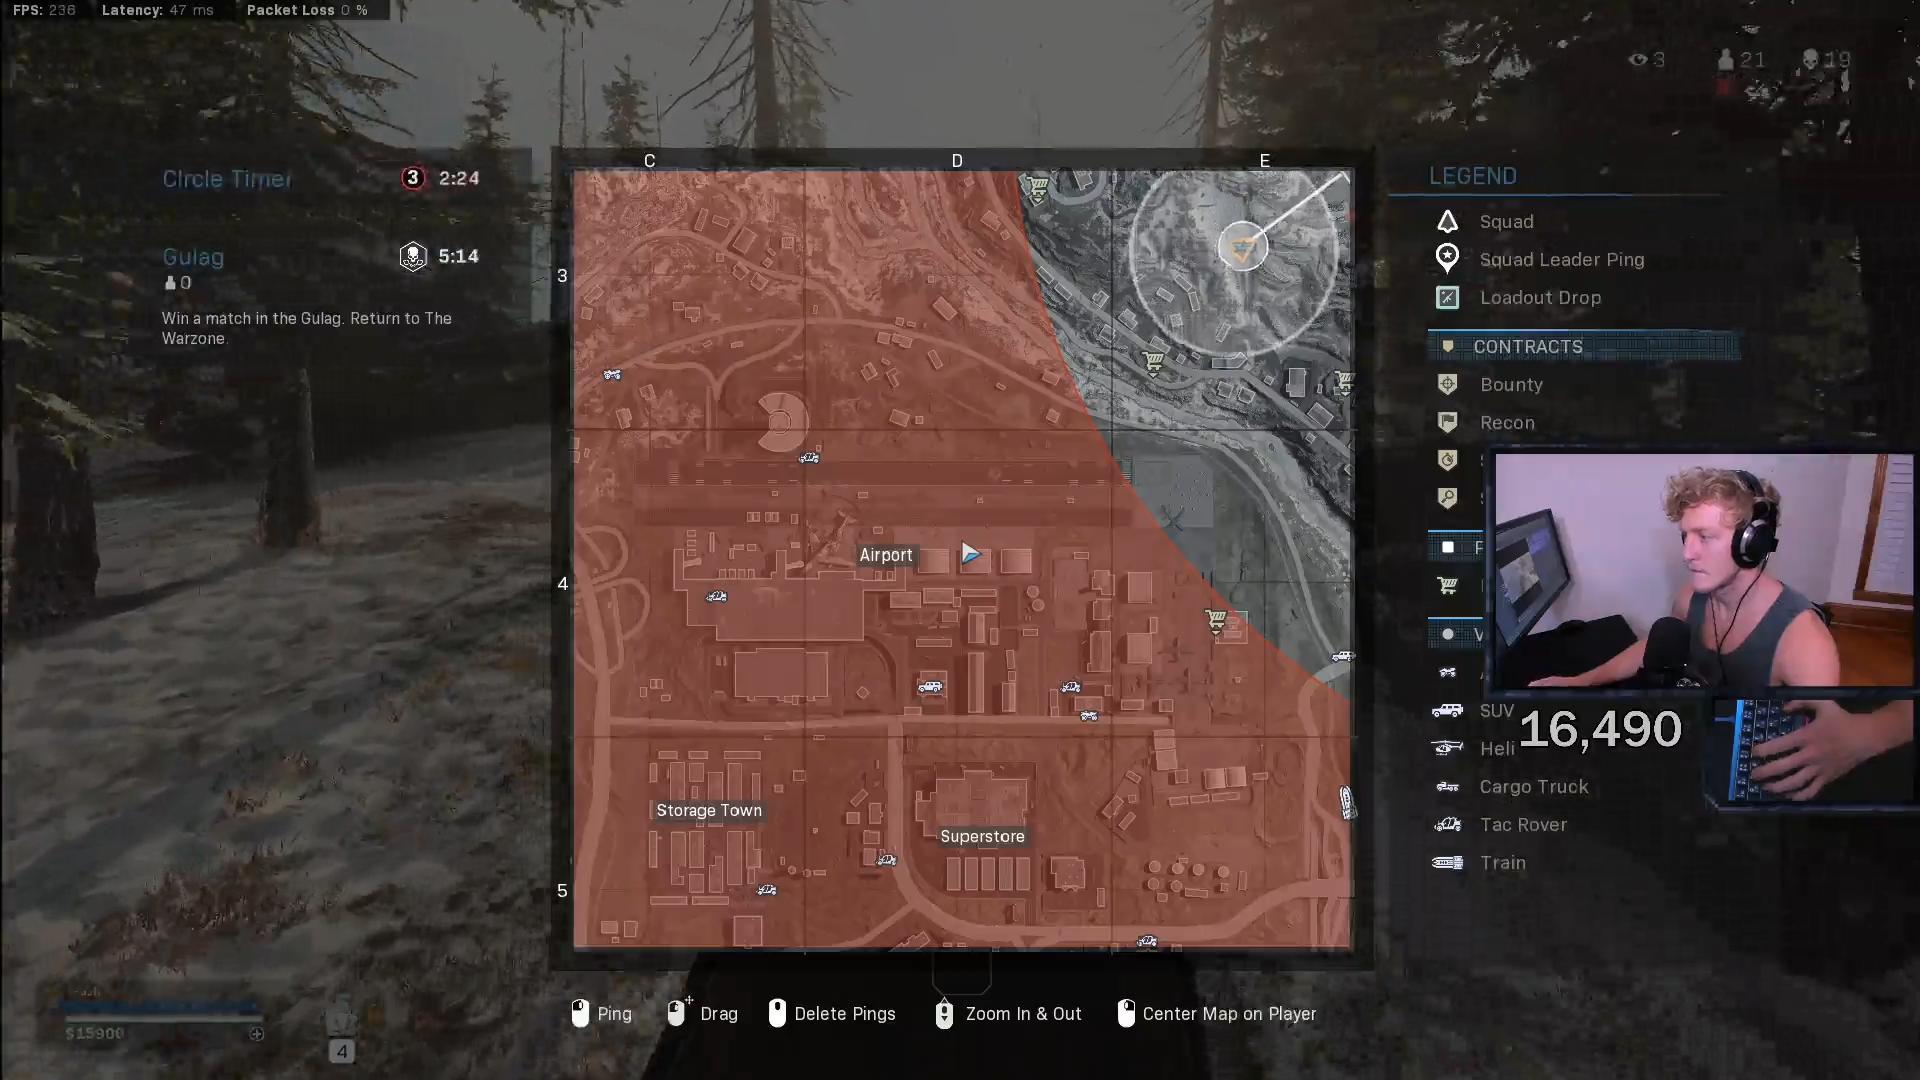 FPS: 236 Latency: 47 ms Packet Loss 0 %
3 21 19
Circle Timer 3 2:24
Gulag 5:14
0
Win a match in the Gulag. Return to The
Warzone.
C D E
3
4
5
Airport
Storage Town
Superstore
LEGEND
Squad
Squad Leader Ping
Loadout Drop
CONTRACTS
Bounty
Recon
SUV
16,490
Heli
Cargo Truck
Tac Rover
Train
$15900
4
Ping Drag Delete Pings Zoom In & Out Center Map on Player